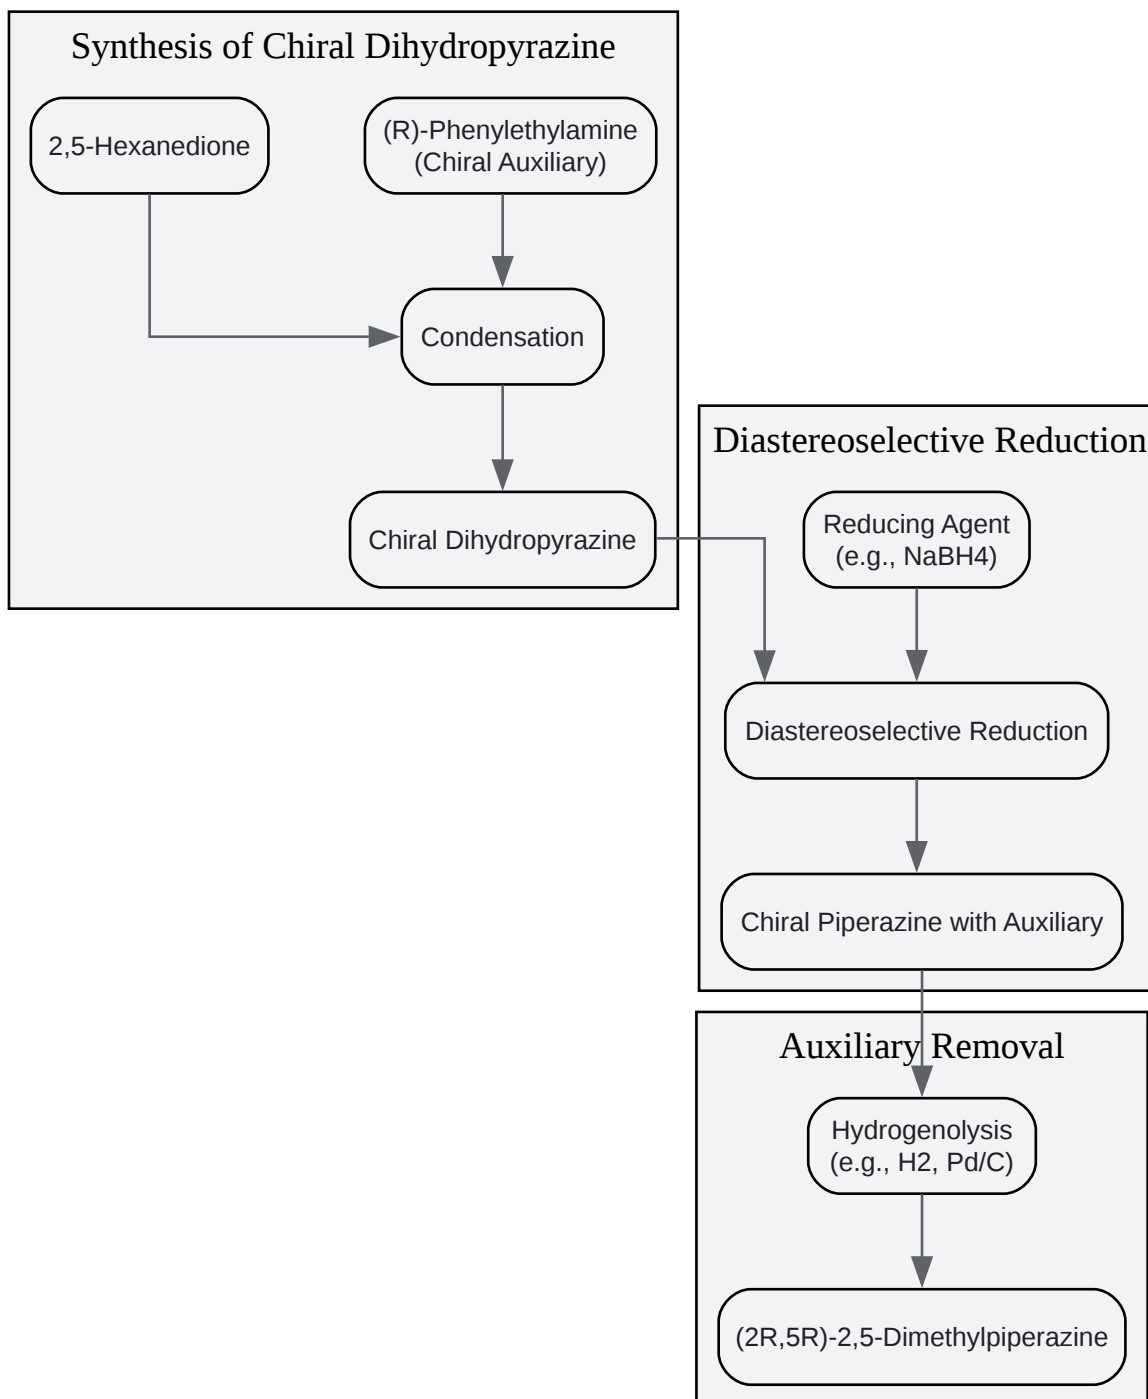 Synthesis of Chiral Dihydropyrazine
2,5-Hexanedione
(R)-Phenylethylamine
(Chiral Auxiliary)
Condensation
Chiral Dihydropyrazine
Diastereoselective Reduction
Reducing Agent
(e.g., NaBH4)
Diastereoselective Reduction
Chiral Piperazine with Auxiliary
Auxiliary Removal
Hydrogenolysis
(e.g., H2, Pd/C)
(2R,5R)-2,5-Dimethylpiperazine